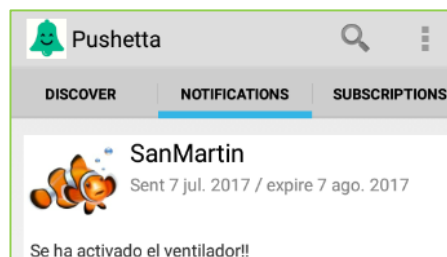 Pushetta
DISCOVER NOTIFICATIONS SUBSCRIPTIONS
SanMartin
Sent 7 jul. 2017 / expire 7 ago. 2017
Se ha activado el ventilador!!